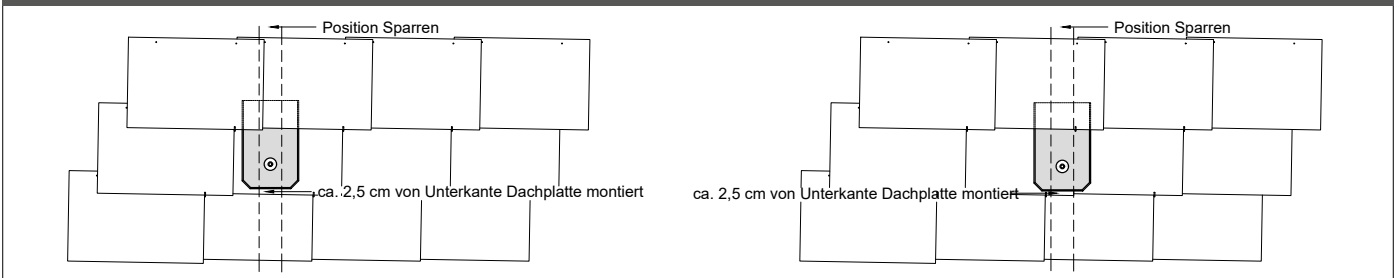 Position Sparren
ca. 2,5 cm von Unterkante Dachplatte montiert
Position Sparren
ca. 2,5 cm von Unterkante Dachplatte montiert